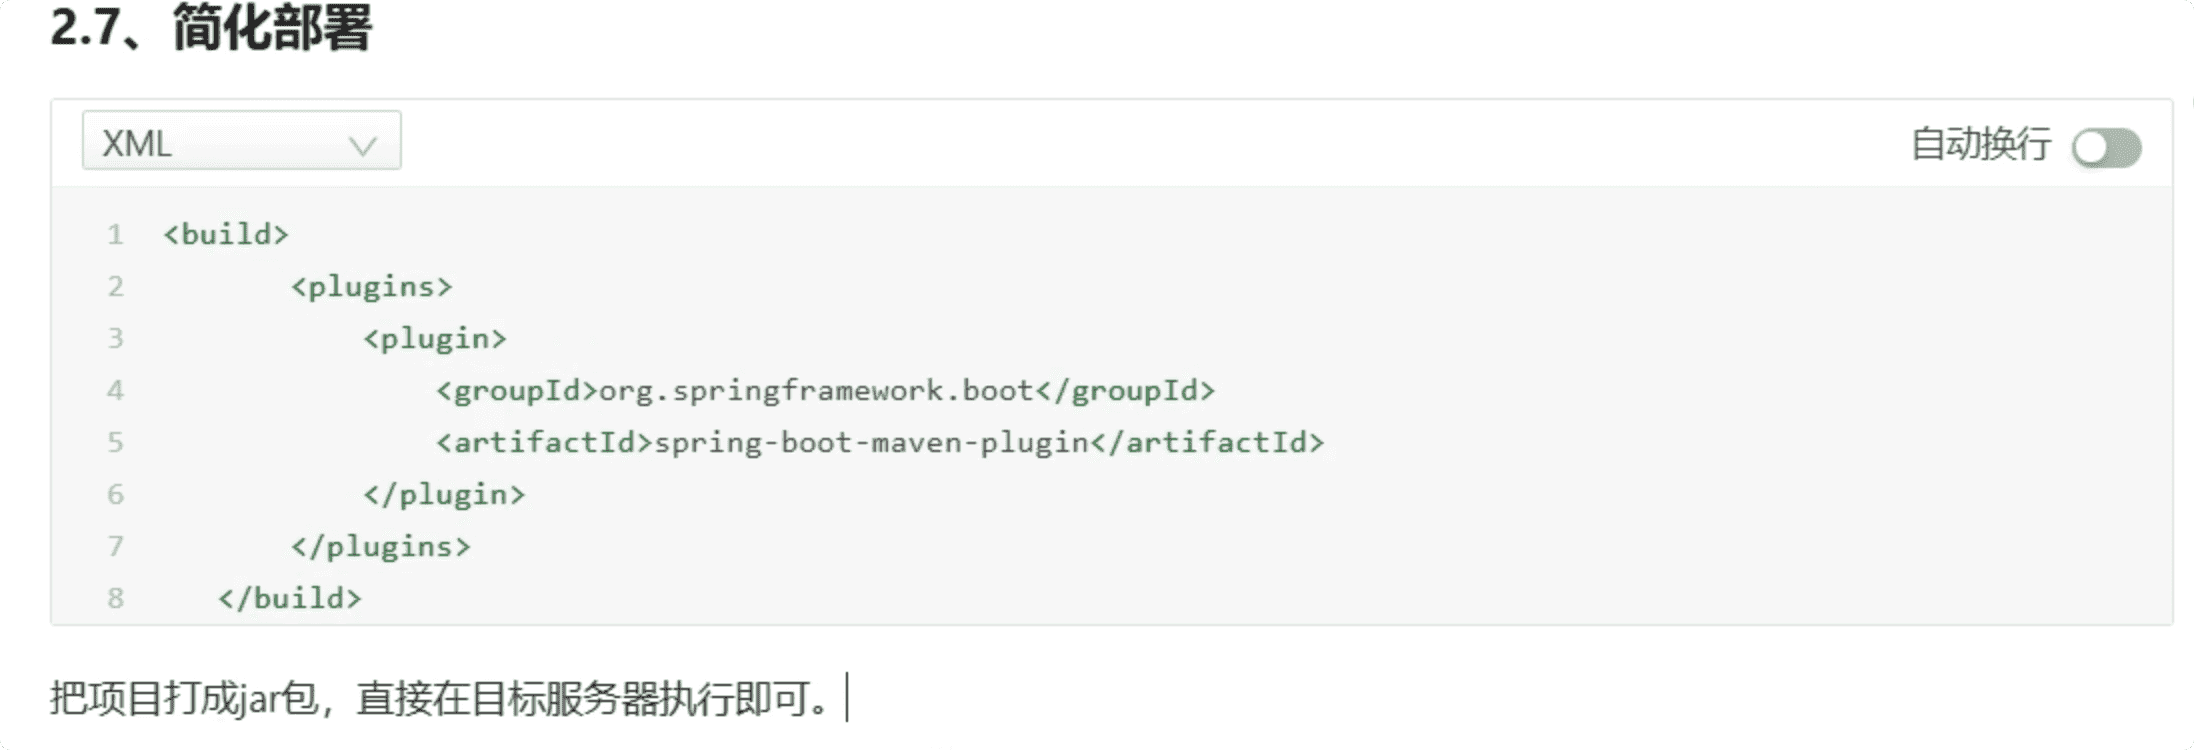 2.7、简化部署
XML
自动换行
1 <build>
2 <plugins>
3 <plugin>
4 <groupId>org.springframework.boot</groupId>
5 <artifactId>spring-boot-maven-plugin</artifactId>
6 </plugin>
7 </plugins>
8 </build>
把项目打成jar包，直接在目标服务器执行即可。